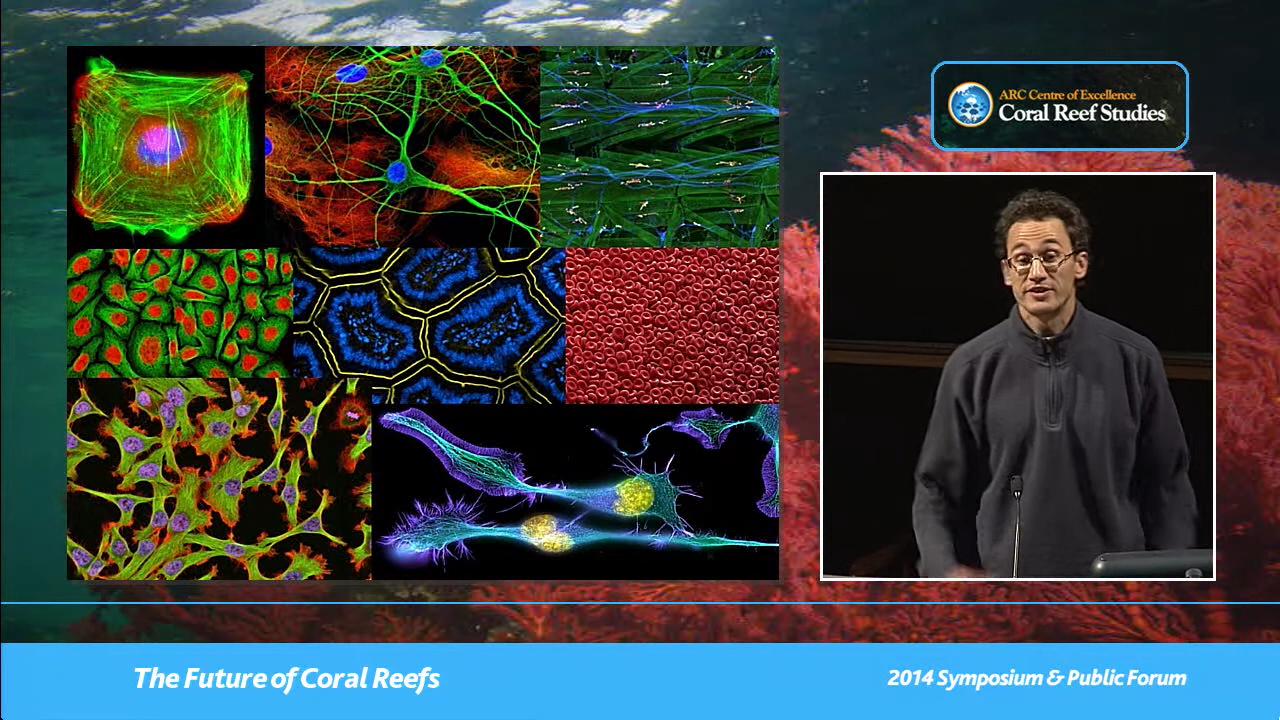 ARC Centre of Excellence
Coral Reef Studies
The Future of Coral Reefs
2014 Symposium & Public Forum